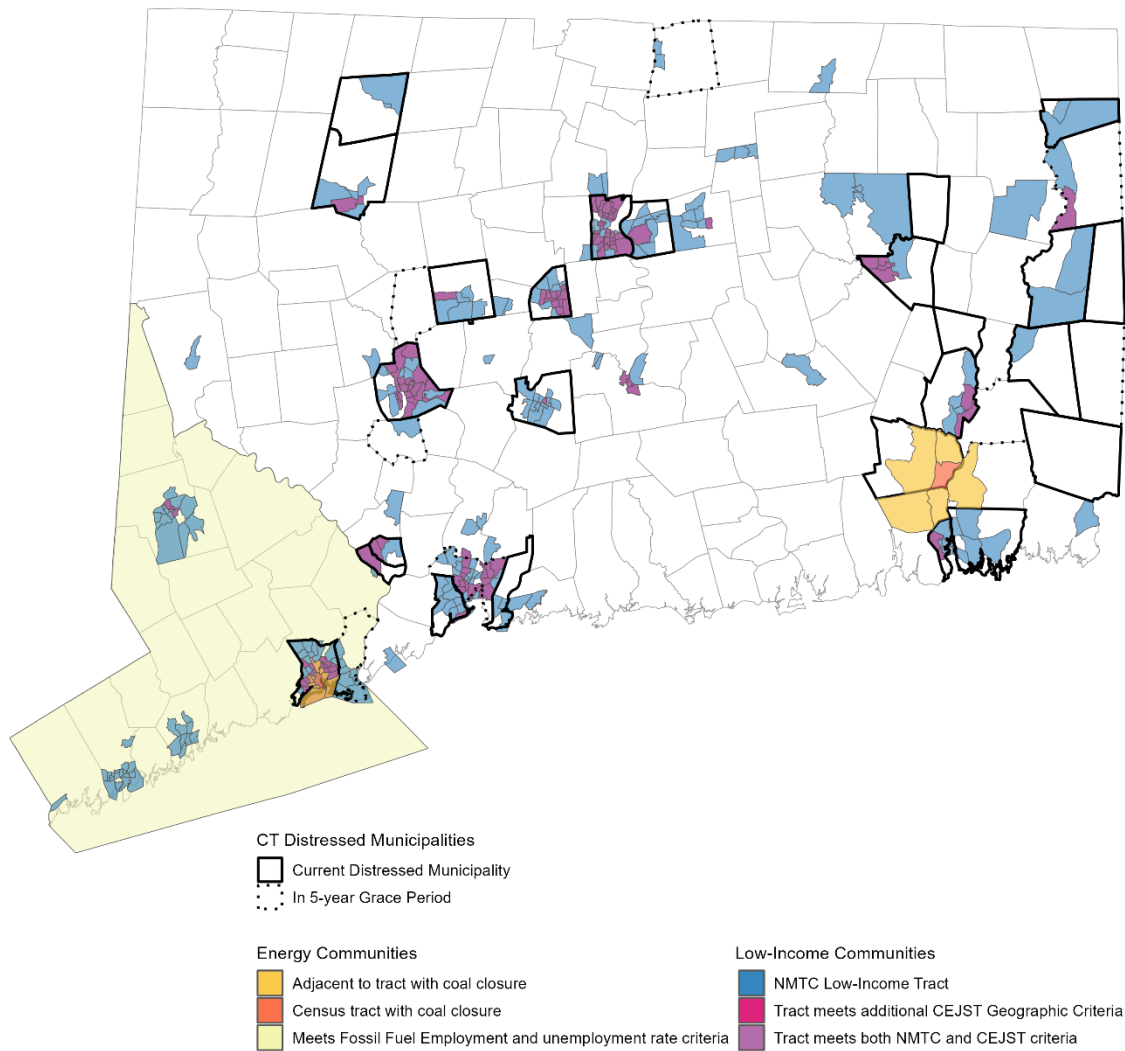 CT Distressed Municipalities
Current Distressed Municipality
In 5-year Grace Period
Energy Communities
Adjacent to tract with coal closure
Census tract with coal closure
Meets Fossil Fuel Employment and unemployment rate criteria
Low-Income Communities
NMTC Low-Income Tract
Tract meets additional CEJST Geographic Criteria
Tract meets both NMTC and CEJST criteria